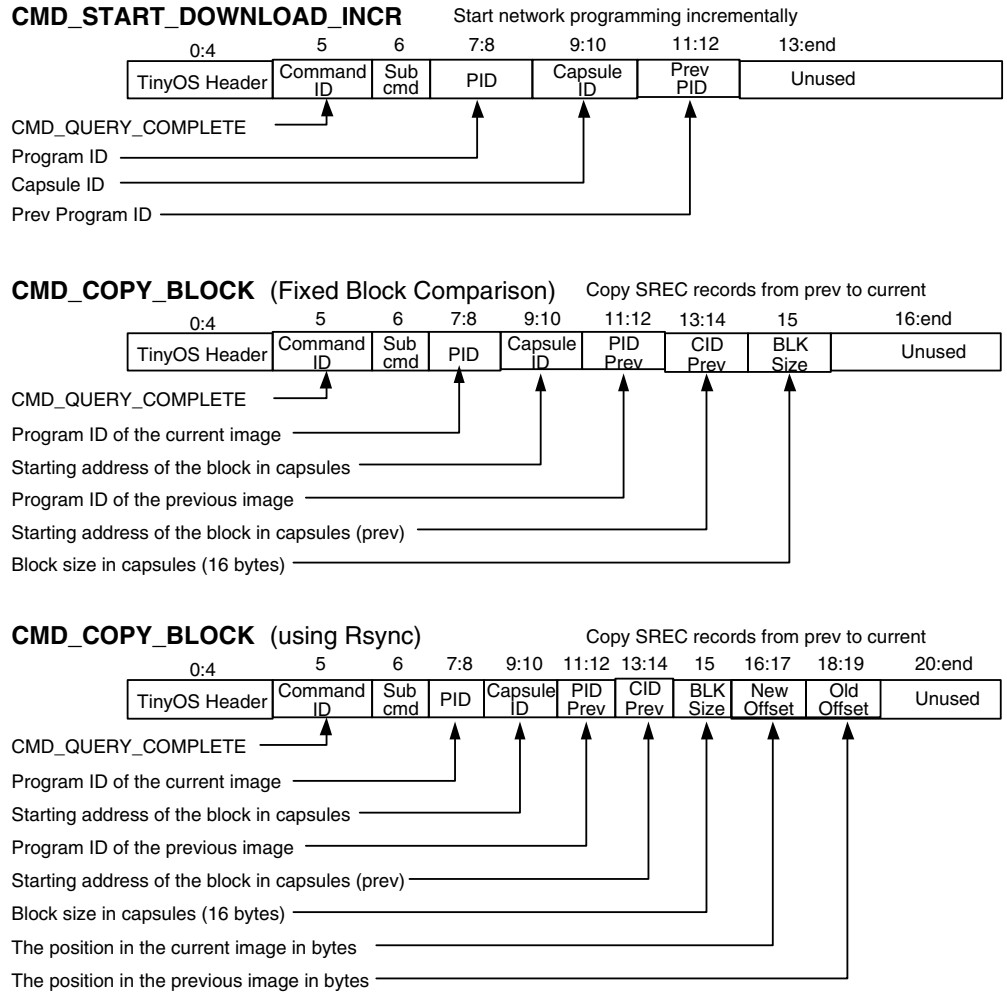 CMD_START_DOWNLOAD_INCR Start network programming incrementally
0:4 5 6 7:8 9:10 11:12 13:end
TinyOS Header Command ID Sub cmd PID Capsule ID Prev PID Unused
CMD_QUERY_COMPLETE
Program ID
Capsule ID
Prev Program ID
CMD_COPY_BLOCK (Fixed Block Comparison) Copy SREC records from prev to current
0:4 5 6 7:8 9:10 11:12 13:14 15 16:end
TinyOS Header Command ID Sub cmd PID Capsule ID PID Prev CID Prev BLK Size Unused
CMD_QUERY_COMPLETE
Program ID of the current image
Starting address of the block in capsules
Program ID of the previous image
Starting address of the block in capsules (prev)
Block size in capsules (16 bytes)
CMD_COPY_BLOCK (using Rsync) Copy SREC records from prev to current
0:4 5 6 7:8 9:10 11:12 13:14 15 16:17 18:19 20:end
TinyOS Header Command ID Sub cmd PID Capsule ID PID Prev CID Prev BLK Size New Offset Old Offset Unused
CMD_QUERY_COMPLETE
Program ID of the current image
Starting address of the block in capsules
Program ID of the previous image
Starting address of the block in capsules (prev)
Block size in capsules (16 bytes)
The position in the current image in bytes
The position in the previous image in bytes